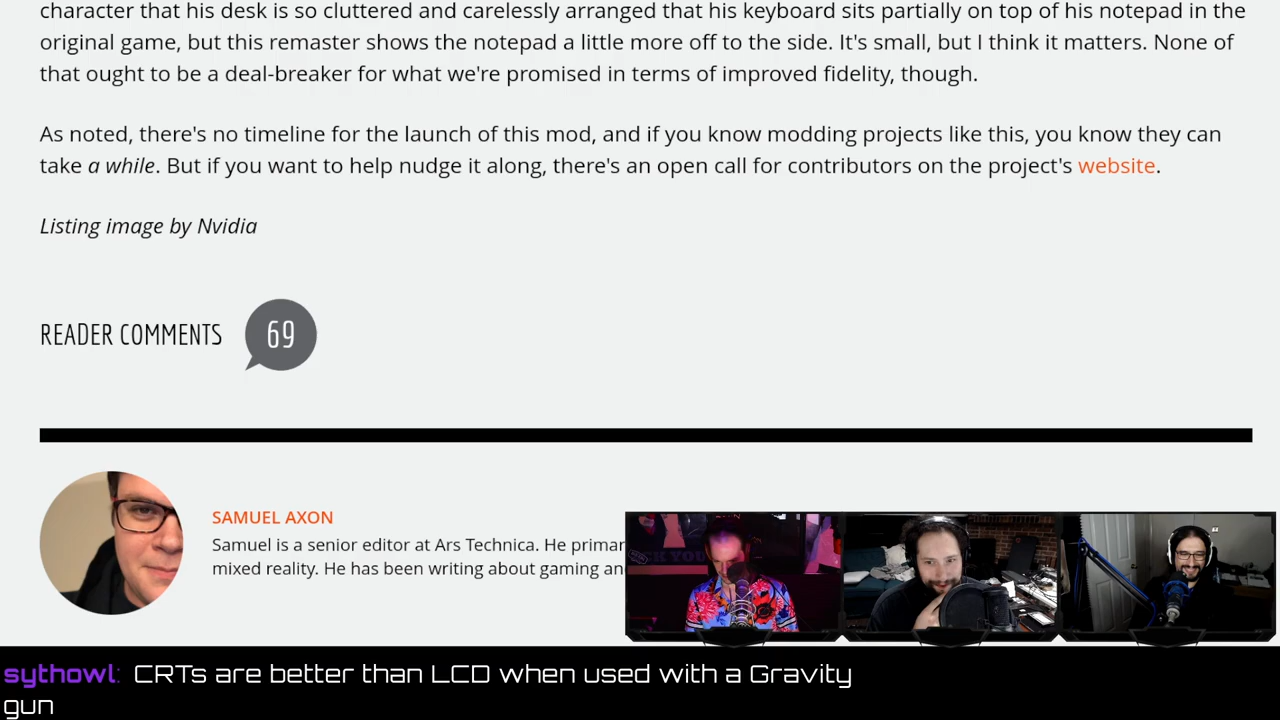 character that his desk is so cluttered and carelessly arranged that his keyboard sits partially on top of his notepad in the
original game, but this remaster shows the notepad a little more off to the side. It's small, but I think it matters. None of
that ought to be a deal-breaker for what we're promised in terms of improved fidelity, though.
As noted, there's no timeline for the launch of this mod, and if you know modding projects like this, you know they can
take a while. But if you want to help nudge it along, there's an open call for contributors on the project's website.
Listing image by Nvidia
READER COMMENTS 69
SAMUEL AXON
Samuel is a senior editor at Ars Technica. He primar
mixed reality. He has been writing about gaming an
sythowl: CRTs are better than LCD when used with a Gravity
gun